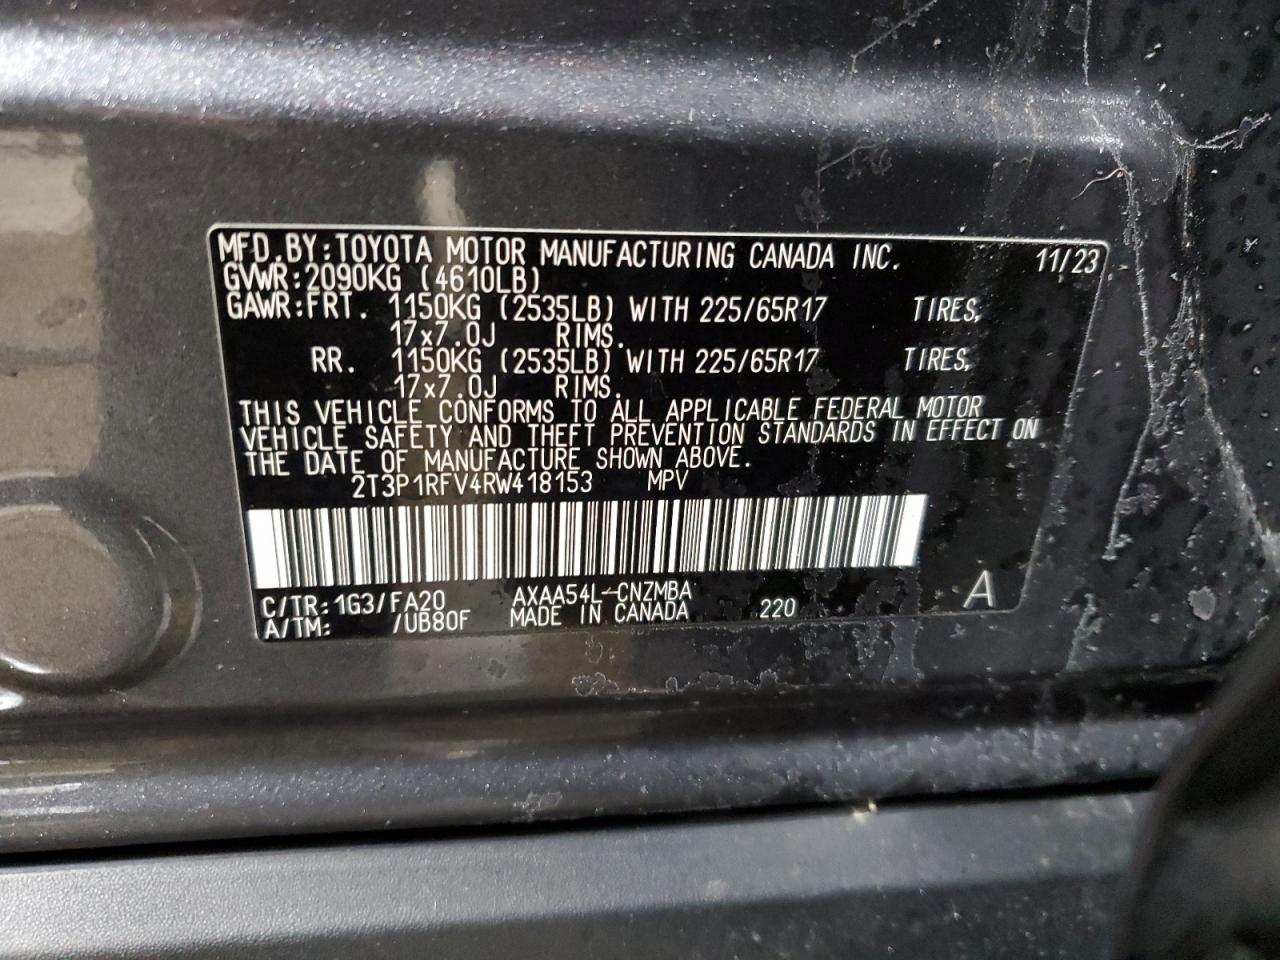 MFD.BY:TOYOTA MOTOR MANUFACTURING CANADA INC. 11/23
GVWR:2090KG (4610LB)
GAWR:FRT. 1150KG (2535LB) WITH 225/65R17 TIRES,
17x7.0J RIMS.
RR. 1150KG (2535LB) WITH 225/65R17 TIRES,
17x7.0J RIMS.
THIS VEHICLE CONFORMS TO ALL APPLICABLE FEDERAL MOTOR
VEHICLE SAFETY AND THEFT PREVENTION STANDARDS IN EFFECT ON
THE DATE OF MANUFACTURE SHOWN ABOVE.
2T3P1RFV4RW418153 MPV
C/TR:1G3/FA20 AXAA54L-CNZMBA
A/TM: /UB80F MADE IN CANADA 220 A